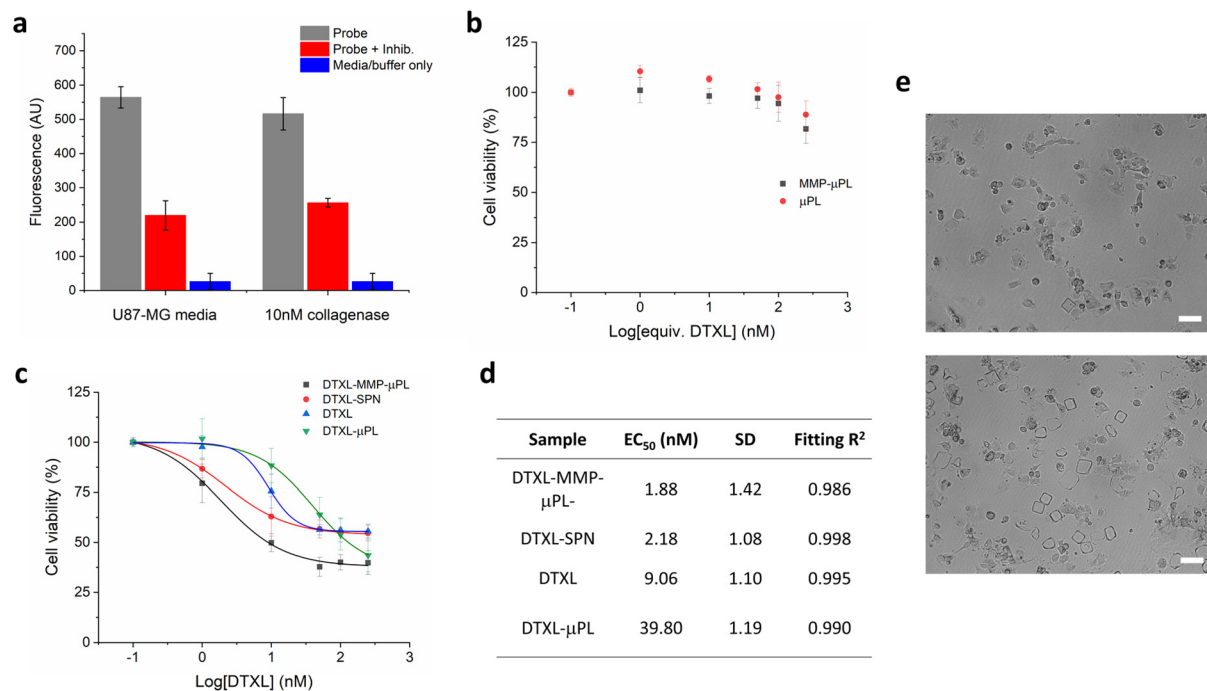 a
Fluorescence (AU)
700
600
500
400
300
200
100
0
Probe
Probe + Inhib.
Media/buffer only
U87-MG media
10nM collagenase
b
Cell viability (%)
125
100
75
50
25
0
MMP-μPL
μPL
-1
0
1
2
3
Log[equiv. DTXL] (nM)
c
Cell viability (%)
125
100
75
50
25
0
DTXL-MMP-μPL
DTXL-SPN
DTXL
DTXL-μPL
-1
0
1
2
3
Log[DTXL] (nM)
d
Sample EC50 (nM) SD Fitting R²
DTXL-MMP-
μPL- 1.88 1.42 0.986
DTXL-SPN 2.18 1.08 0.998
DTXL 9.06 1.10 0.995
DTXL-μPL 39.80 1.19 0.990
e